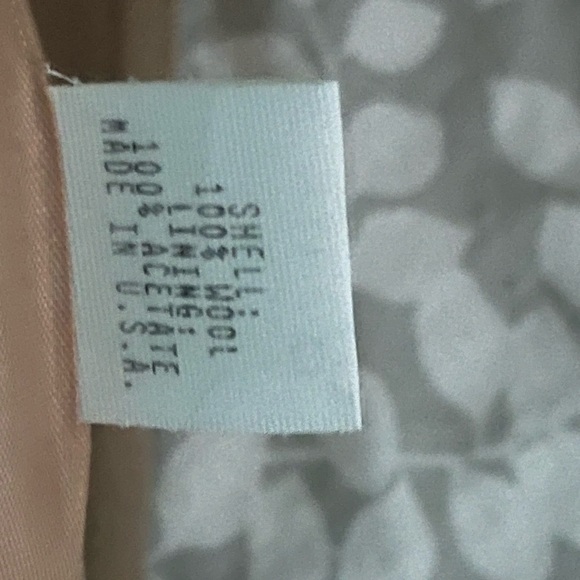 SHELL:
100% WOOL
LINING:
100% ACETATE
MADE IN U.S.A.